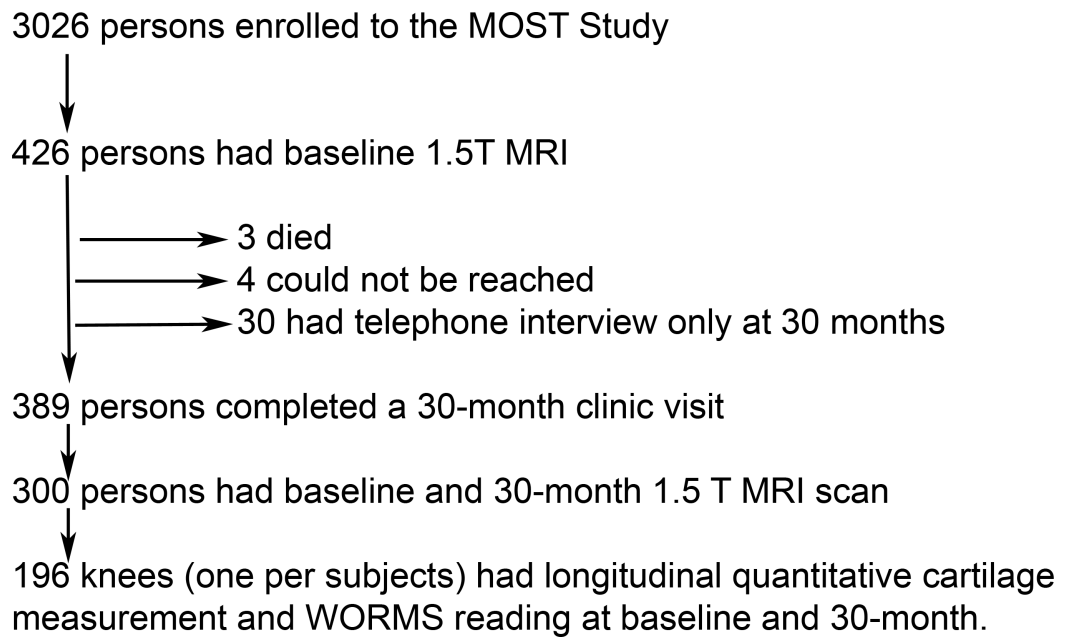 3026 persons enrolled to the MOST Study
426 persons had baseline 1.5T MRI
3 died
4 could not be reached
30 had telephone interview only at 30 months
389 persons completed a 30-month clinic visit
300 persons had baseline and 30-month 1.5 T MRI scan
196 knees (one per subjects) had longitudinal quantitative cartilage
measurement and WORMS reading at baseline and 30-month.